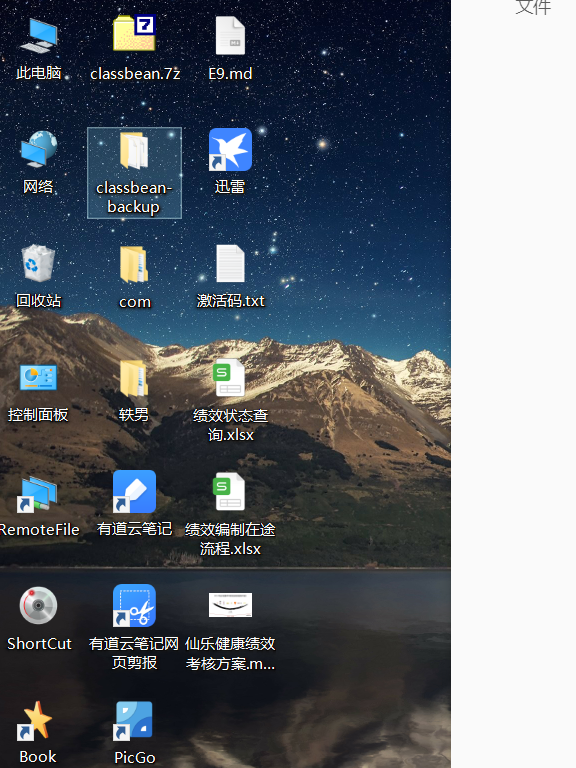 文件
此电脑
classbean.7z
E9.md
网络
classbean-
backup
迅雷
回收站
com
激活码.txt
控制面板
轶男
绩效状态查
询.xlsx
RemoteFile
有道云笔记
绩效编制在途
流程.xlsx
ShortCut
有道云笔记网
页剪报
仙乐健康绩效
考核方案.m...
Book
PicGo